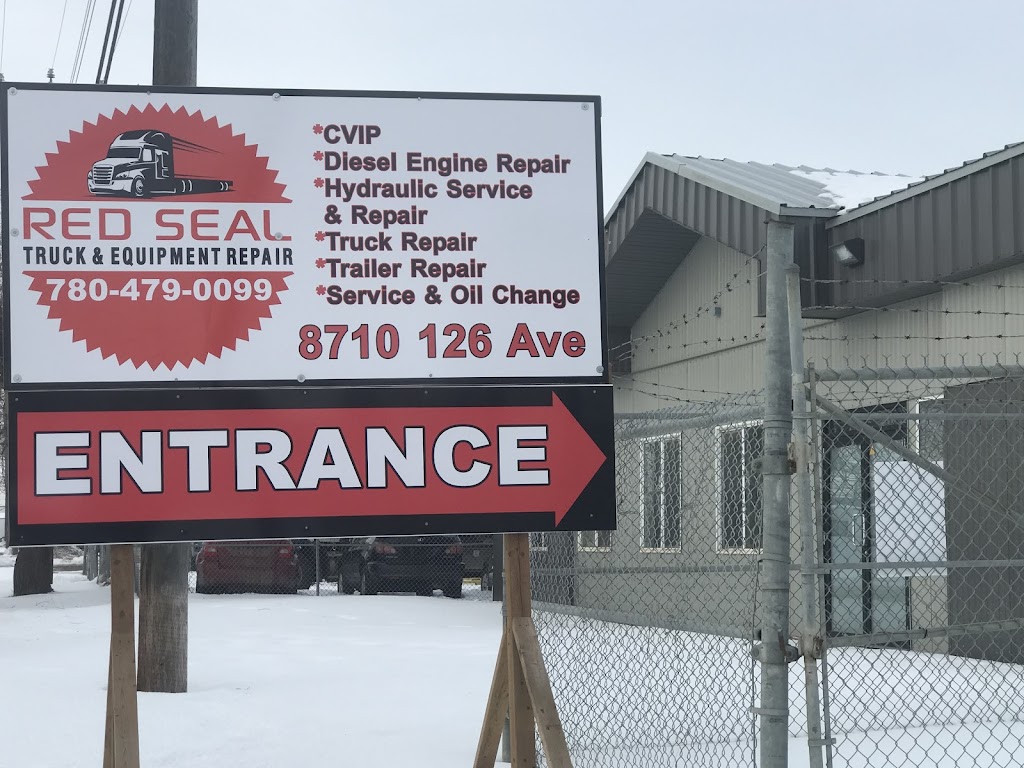 RED SEAL
TRUCK & EQUIPMENT REPAIR
780-479-0099
*CVIP
*Diesel Engine Repair
*Hydraulic Service
& Repair
*Truck Repair
*Trailer Repair
*Service & Oil Change
8710 126 Ave
ENTRANCE